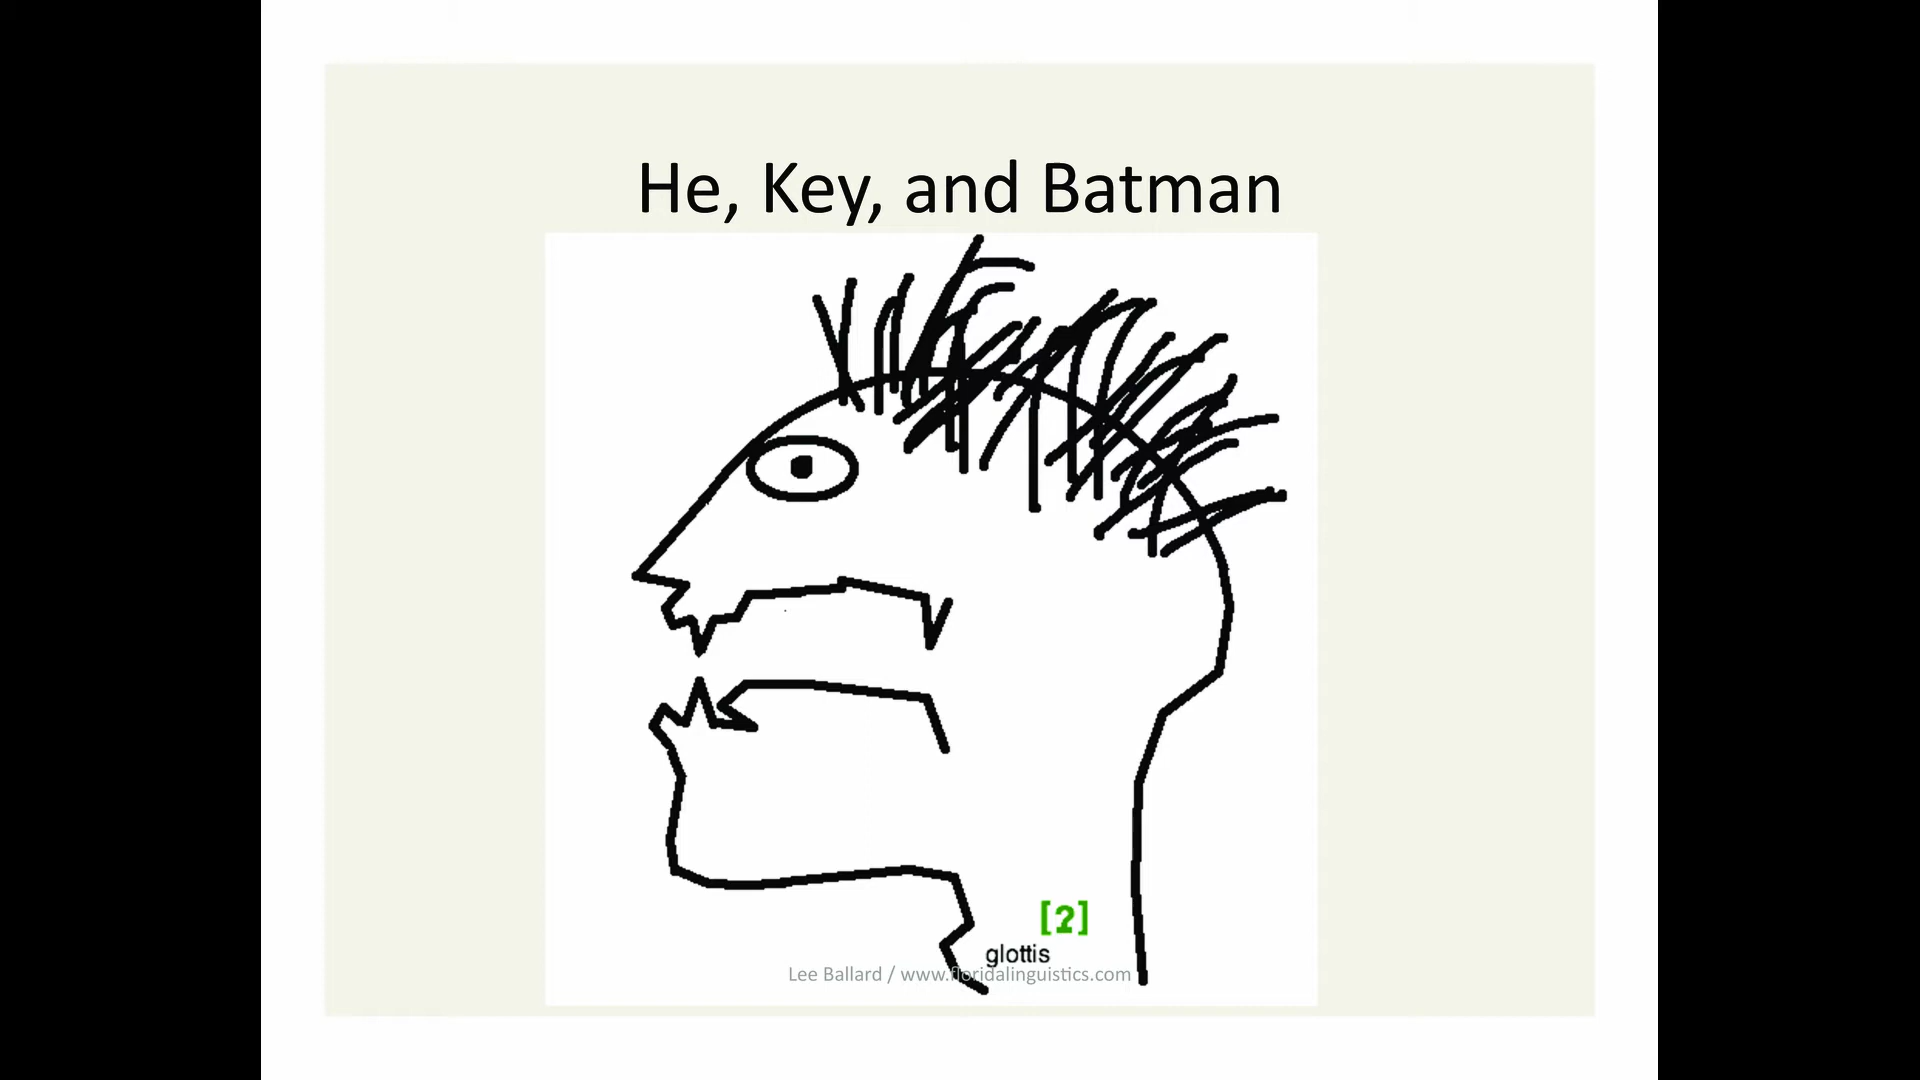 He, Key, and Batman
[ʔ]
glottis
Lee Ballard / www.floridalinguistics.com